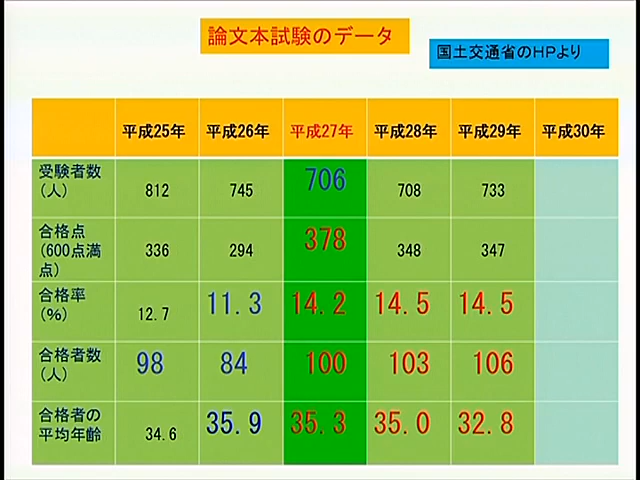 論文本試験のデータ
国土交通省のHPより
平成25年 平成26年 平成27年 平成28年 平成29年 平成30年
受験者数
(人) 812 745 706 708 733
合格点
(600点満
点) 336 294 378 348 347
合格率
(%) 12.7 11.3 14.2 14.5 14.5
合格者数
(人) 98 84 100 103 106
合格者の
平均年齢 34.6 35.9 35.3 35.0 32.8